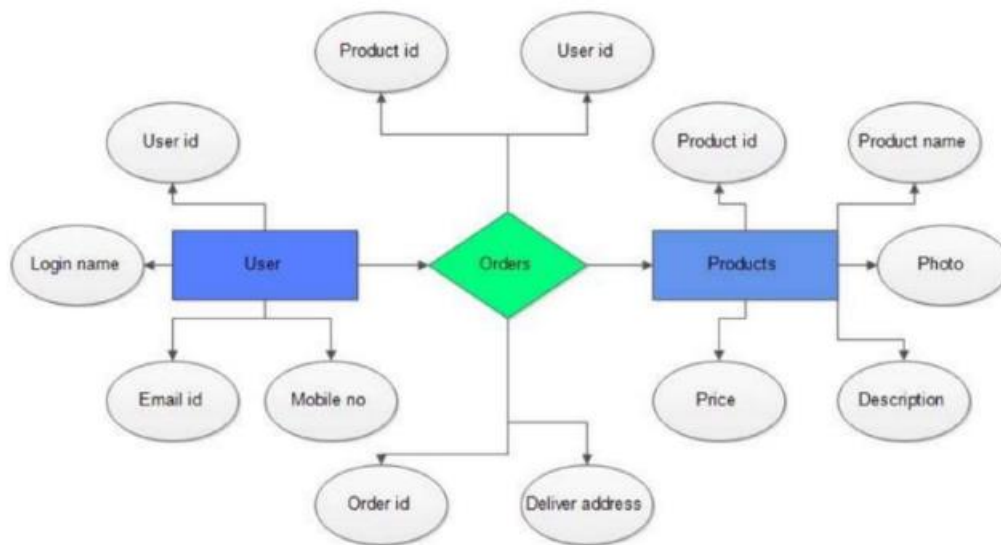 Product id
User id
User id
Product id
Product name
Login name
User
Orders
Products
Photo
Email id
Mobile no
Price
Description
Order id
Deliver address